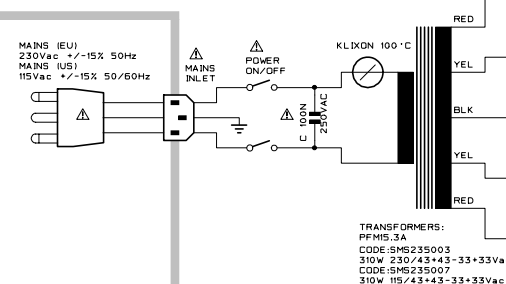 MAINS (EU)
230Vac +/-15% 50Hz
MAINS (US)
115Vac +/-15% 50/60Hz
MAINS
INLET
POWER
ON/OFF
KLIXON 100°C
C 100N
250VAC
RED
YEL
BLK
YEL
RED
TRANSFORMERS:
PFM15.3A
CODE:SMS235003
310W 230/43+43-33+33Va
CODE:SMS235007
310W 115/43+43-33+33Vac